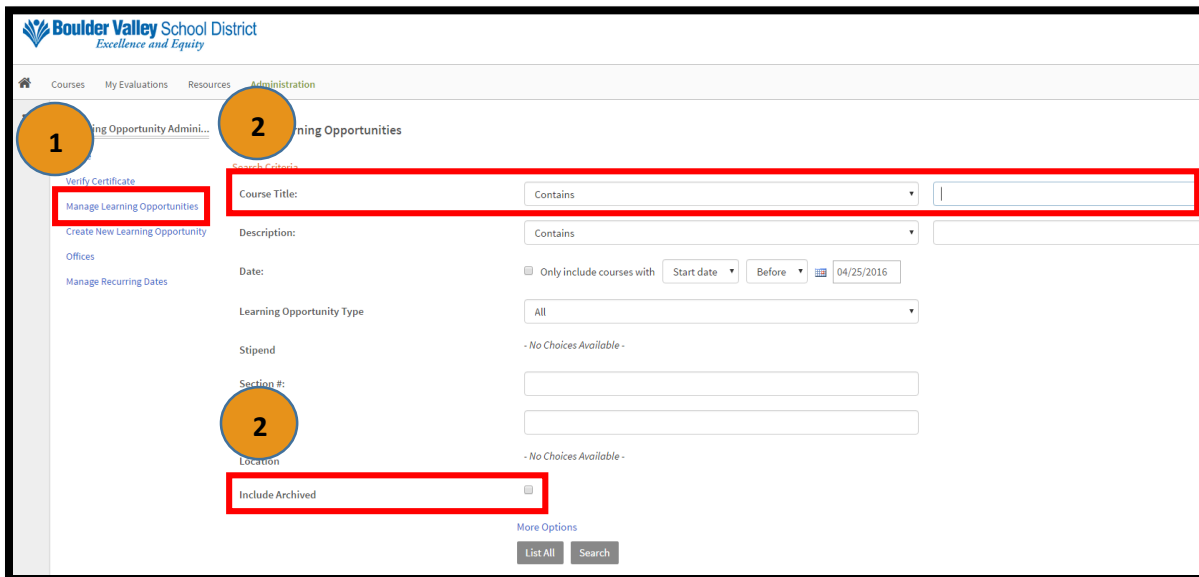 Boulder Valley School District
Excellence and Equity
Courses My Evaluations Resources Administration
1
ing Opportunity Admini...
2
rning Opportunities
Search Criteria
Verify Certificate
Manage Learning Opportunities
Create New Learning Opportunity
Offices
Manage Recurring Dates
Course Title: Contains
Description: Contains
Date: Only include courses with Start date Before 04/25/2016
Learning Opportunity Type All
Stipend - No Choices Available -
Section #:
2
Location - No Choices Available -
Include Archived
More Options
List All Search